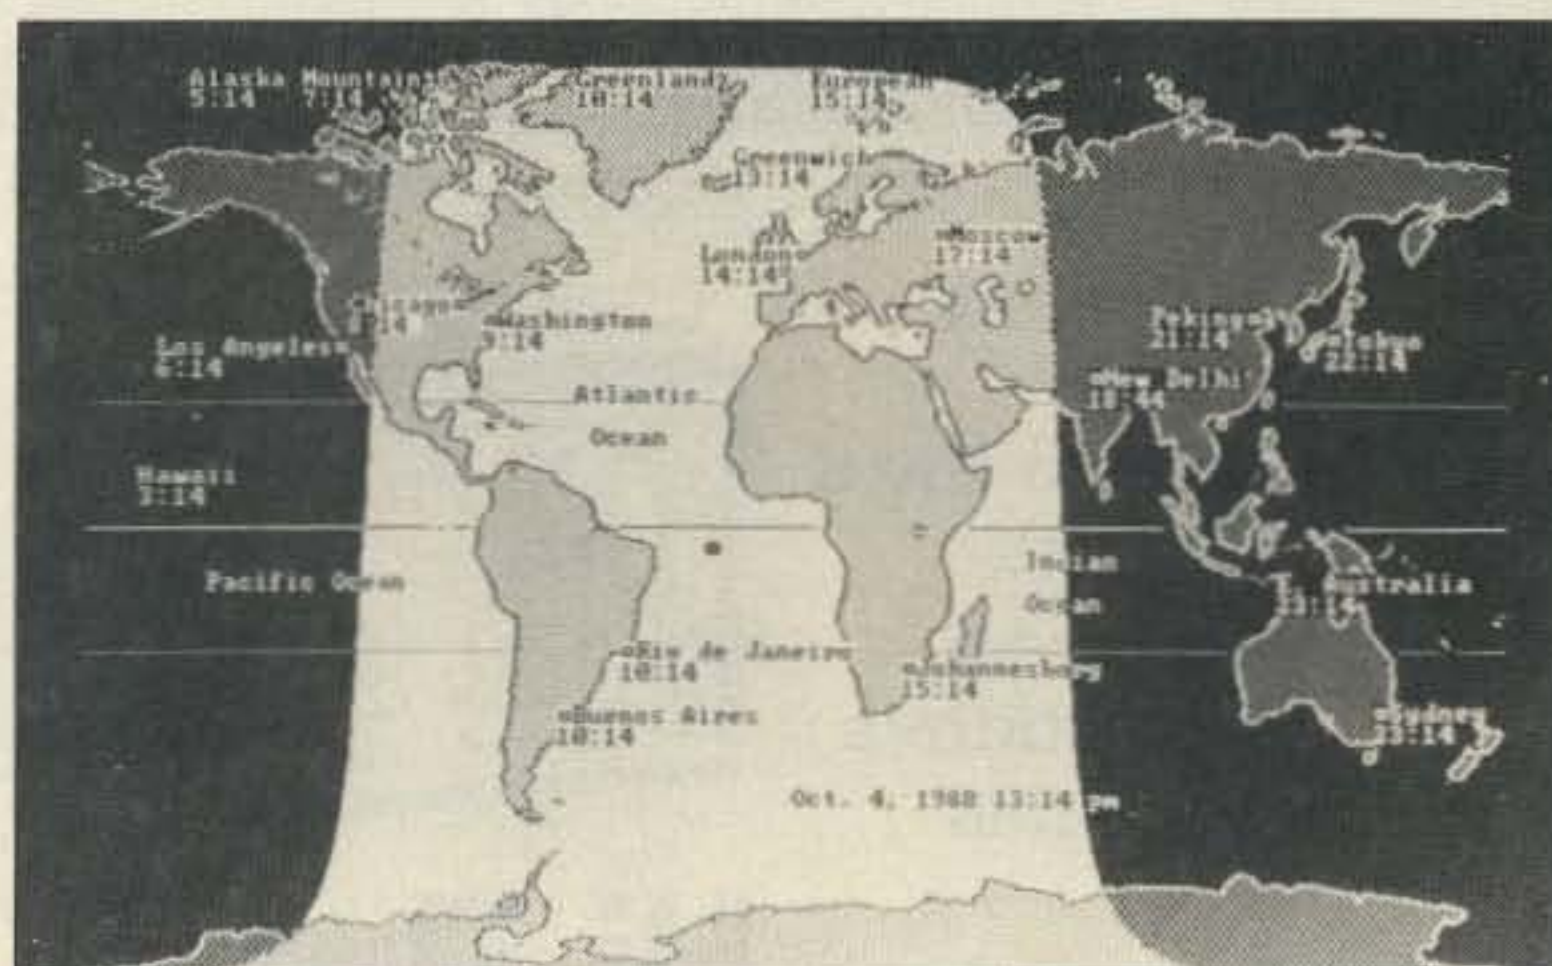 Alaska
5:14
Mountain
7:14
Greenland
10:14
European
15:14
Greenwich
13:14
London
14:14
Moscow
17:14
Chicago
8:14
Washington
9:14
Los Angeles
6:14
Peking
21:14
22:14
New Delhi
18:44
Atlantic
Ocean
Hawaii
3:14
Pacific Ocean
Indian
Ocean
Australia
23:14
Rio de Janeiro
10:14
Johannesburg
15:14
Buenos Aires
10:14
Sydney
23:14
Oct. 4, 1988 13:14 pm